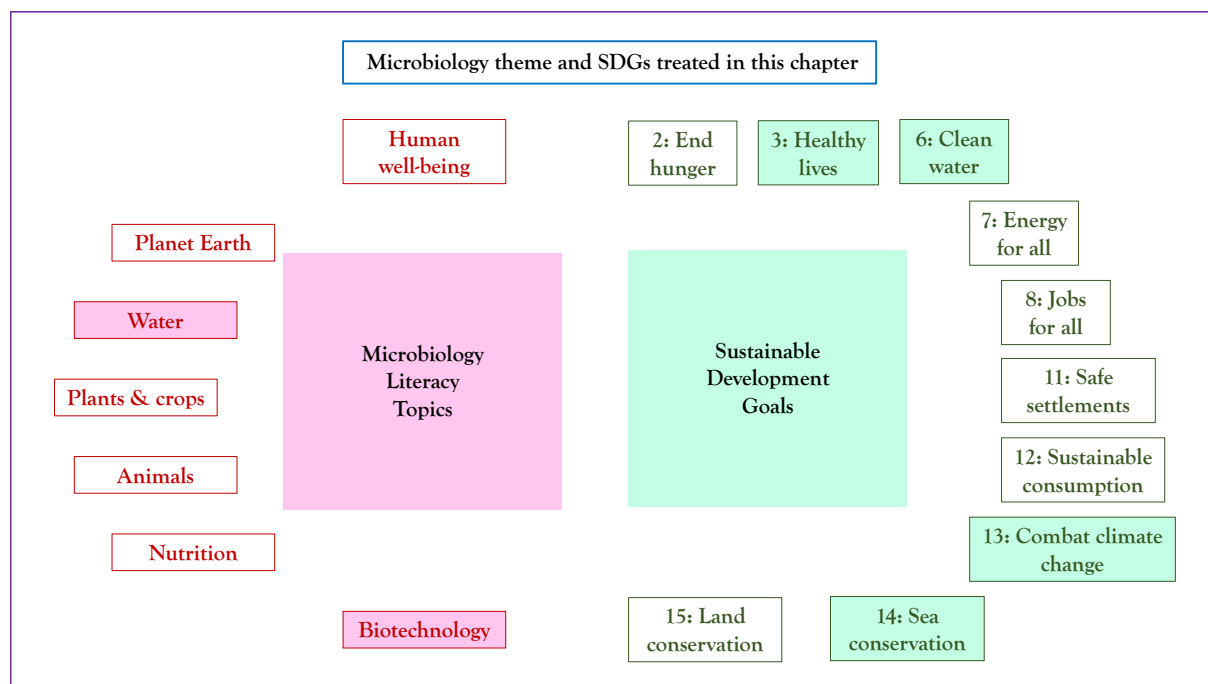 Microbiology theme and SDGs treated in this chapter
Human
well-being
2: End
hunger
3: Healthy
lives
6: Clean
water
Planet Earth
7: Energy
for all
Water
8: Jobs
for all
Microbiology
Literacy
Topics
Sustainable
Development
Goals
Plants & crops
11: Safe
settlements
Animals
12: Sustainable
consumption
Nutrition
13: Combat climate
change
Biotechnology
15: Land
conservation
14: Sea
conservation